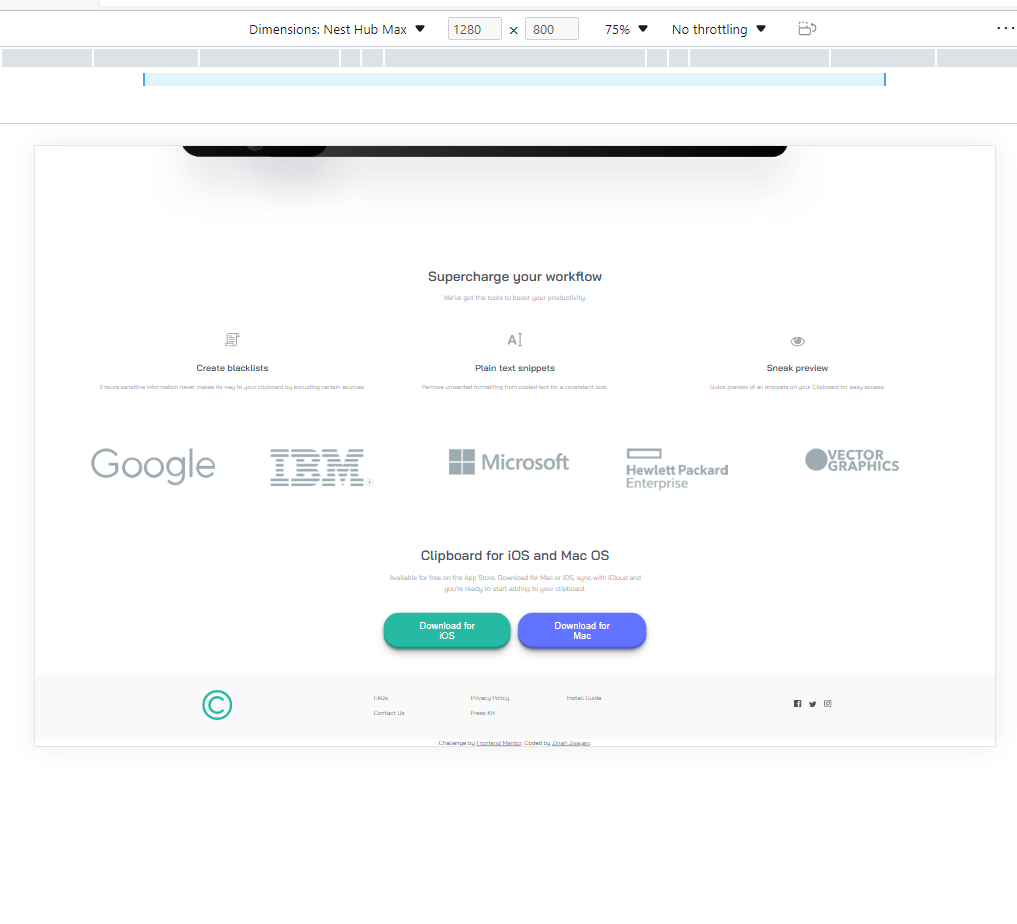 Dimensions: Nest Hub Max 1280 × 800 75% No throttling
Supercharge your workflow
We've got the tools to boost your productivity.
Create blacklists
Ensure sensitive information never makes its way to your clipboard by excluding certain sources.
Plain text snippets
Remove unwanted formatting from copied text for a consistent look.
Sneak preview
Quick preview of all snippets on your Clipboard for easy access.
Google
IBM
Microsoft
Hewlett Packard
Enterprise
VECTOR
GRAPHICS
Clipboard for iOS and Mac OS
Available for free on the App Store. Download for Mac or iOS, sync with iCloud and
you're ready to start adding to your clipboard.
Download for
iOS
Download for
Mac
FAQs
Contact Us
Privacy Policy
Press Kit
Install Guide
Challenge by Frontend Mentor. Coded by Zinah Zwayen.